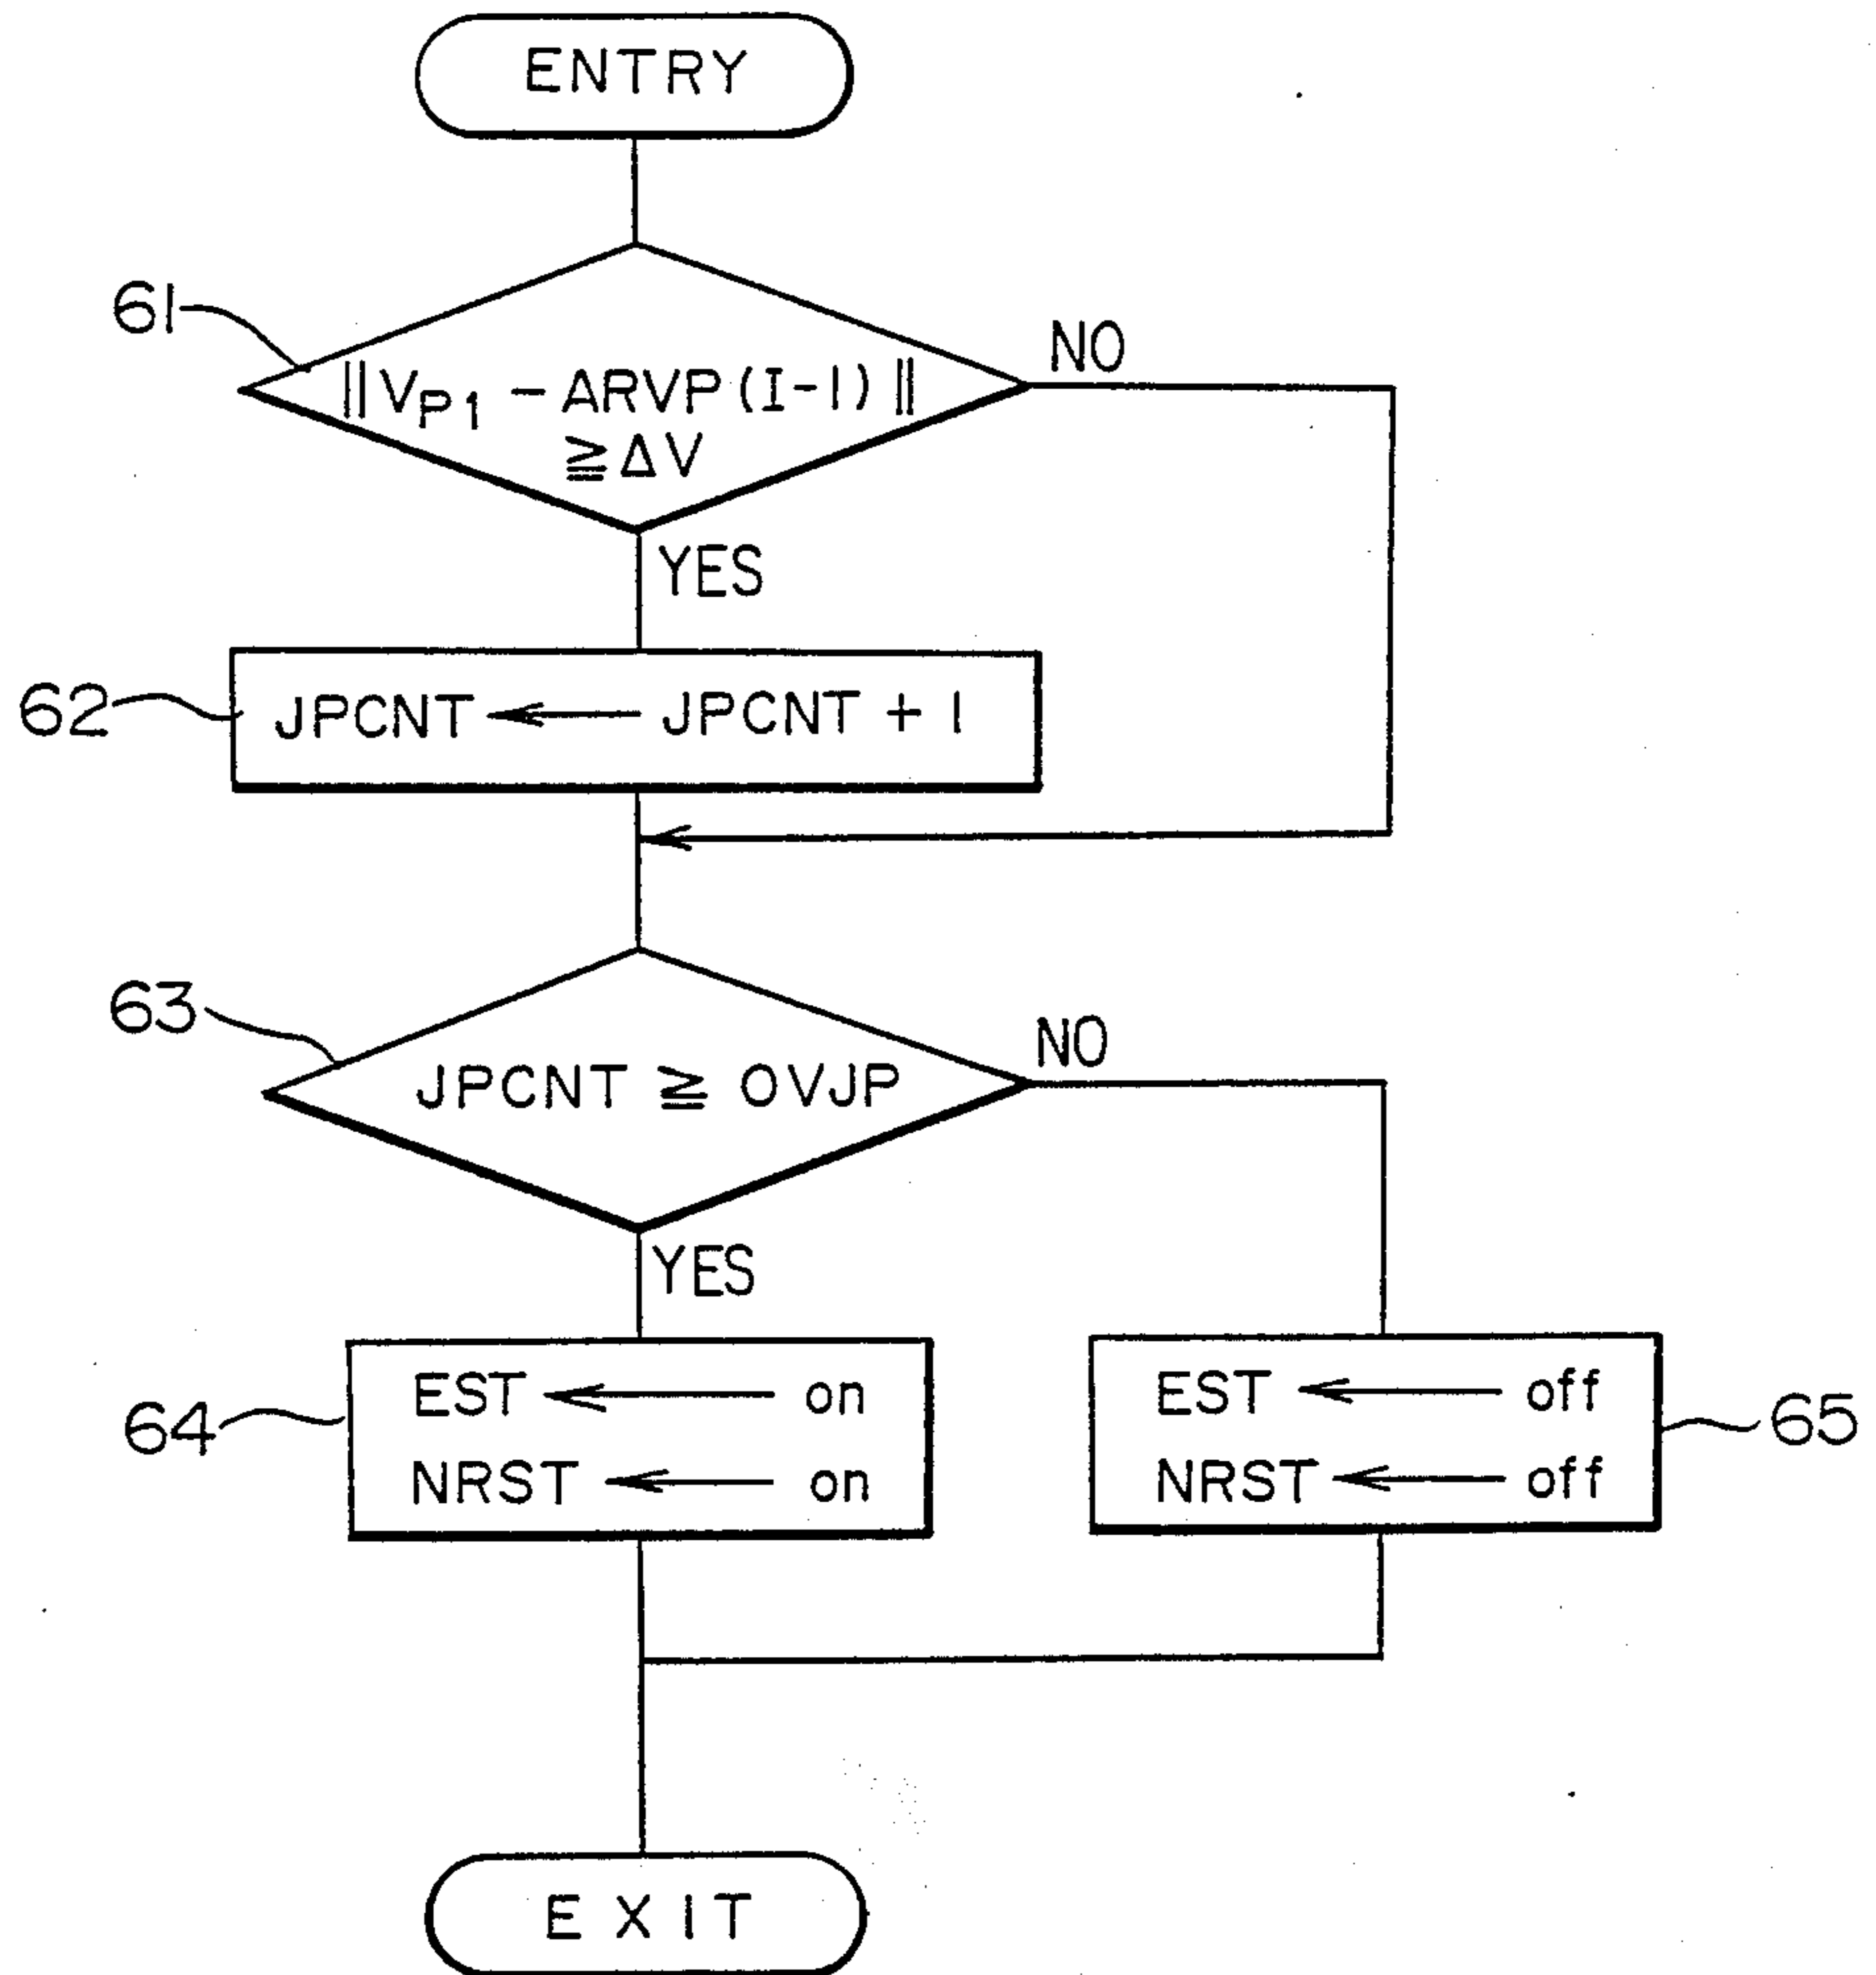 ENTRY
61
NO
‖V_P1 – ARVP (I–1)‖
≧ ΔV
YES
62
JPCNT ← JPCNT + 1
63
NO
JPCNT ≧ OVJP
YES
64
EST ← on
NRST ← on
EST ← off
NRST ← off
65
EXIT